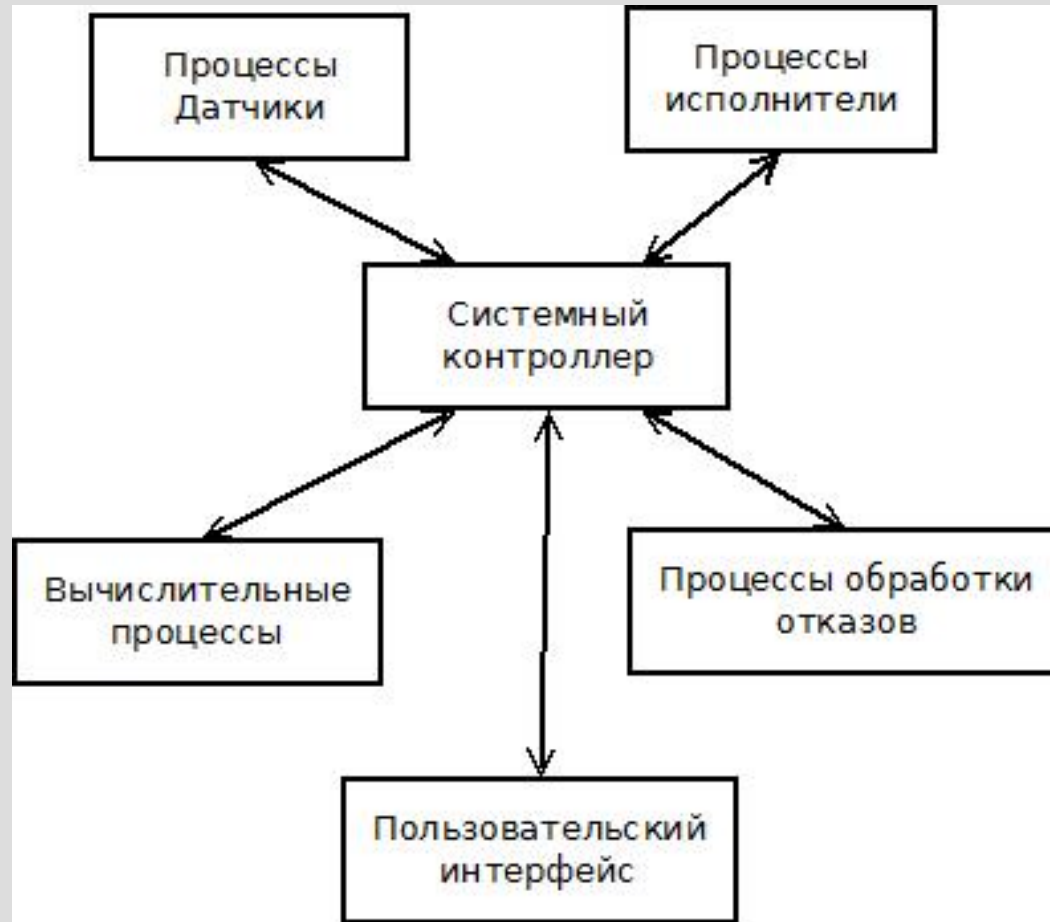 Процессы
Датчики
Процессы
исполнители
Системный
контроллер
Вычислительные
процессы
Процессы обработки
отказов
Пользовательский
интерфейс